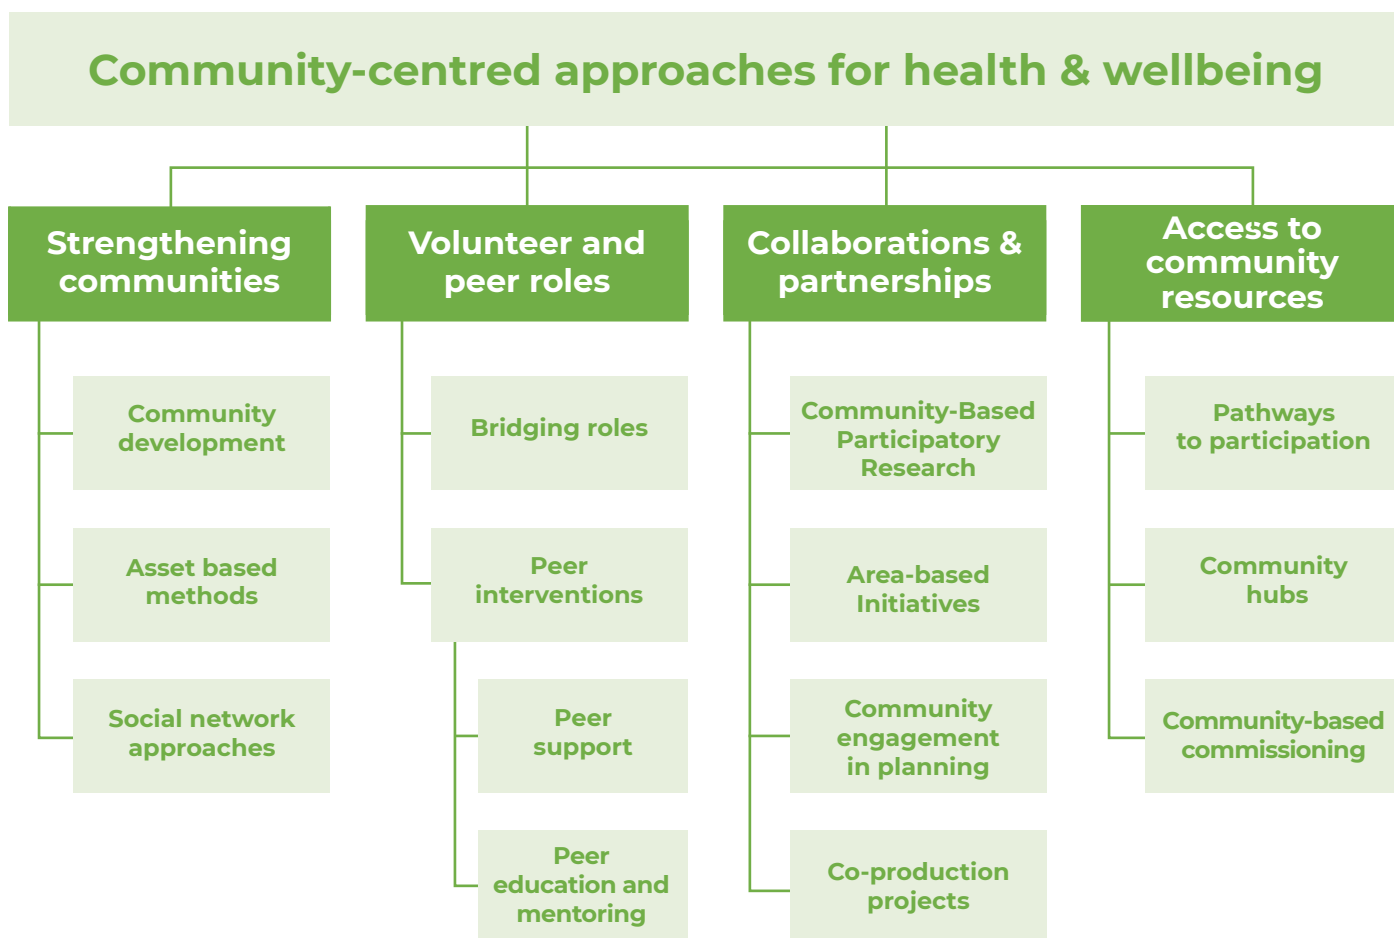 Community-centred approaches for health & wellbeing
Strengthening
communities
Community
development
Asset based
methods
Social network
approaches
Volunteer and
peer roles
Bridging roles
Peer
interventions
Peer
support
Peer
education and
mentoring
Collaborations &
partnerships
Community-Based
Participatory
Research
Area-based
Initiatives
Community
engagement
in planning
Co-production
projects
Access to
community
resources
Pathways
to participation
Community
hubs
Community-based
commissioning